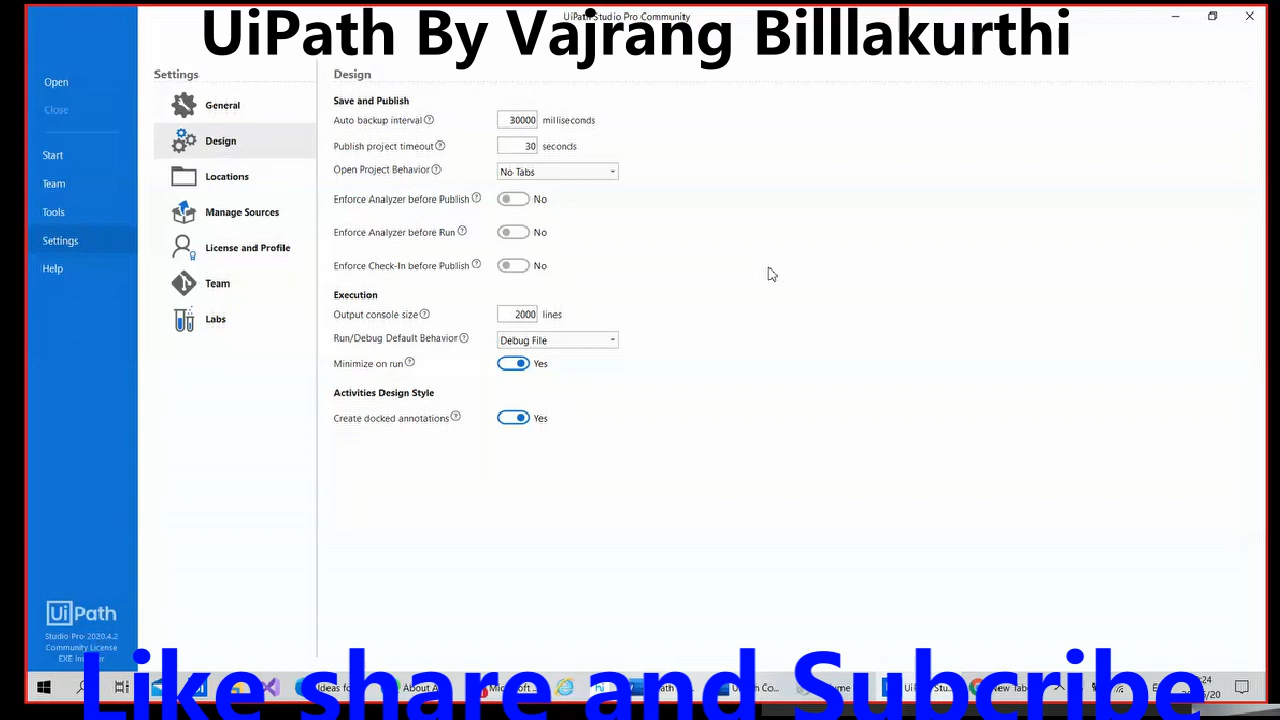 UiPath Studio Pro Community
UiPath By Vajrang Billlakurthi
Open
Close
Start
Team
Tools
Settings
Help
Settings
General
Design
Locations
Manage Sources
License and Profile
Team
Labs
Design
Save and Publish
Auto backup interval 30000 milliseconds
Publish project timeout 30 seconds
Open Project Behavior No Tabs
Enforce Analyzer before Publish No
Enforce Analyzer before Run No
Enforce Check-In before Publish No
Execution
Output console size 2000 lines
Run/Debug Default Behavior Debug File
Minimize on run Yes
Activities Design Style
Create docked annotations Yes
UiPath
Studio Pro 2020.4.2
Community License
Like share and Subcribe